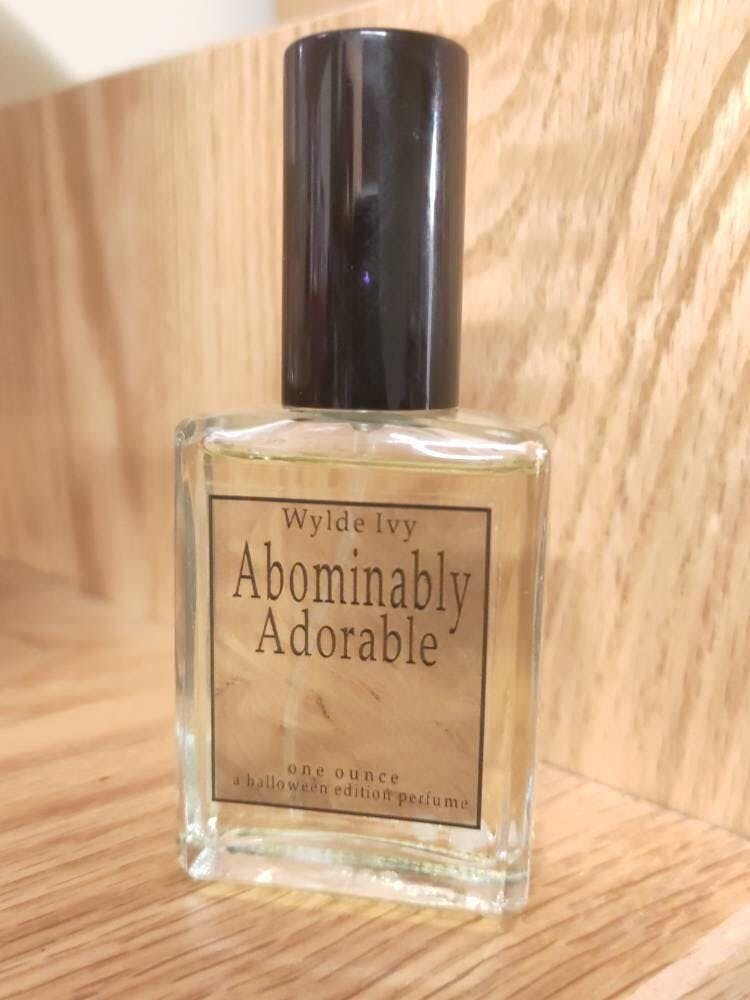 Wylde Ivy
Abominably
Adorable
one ounce
a halloween edition perfume